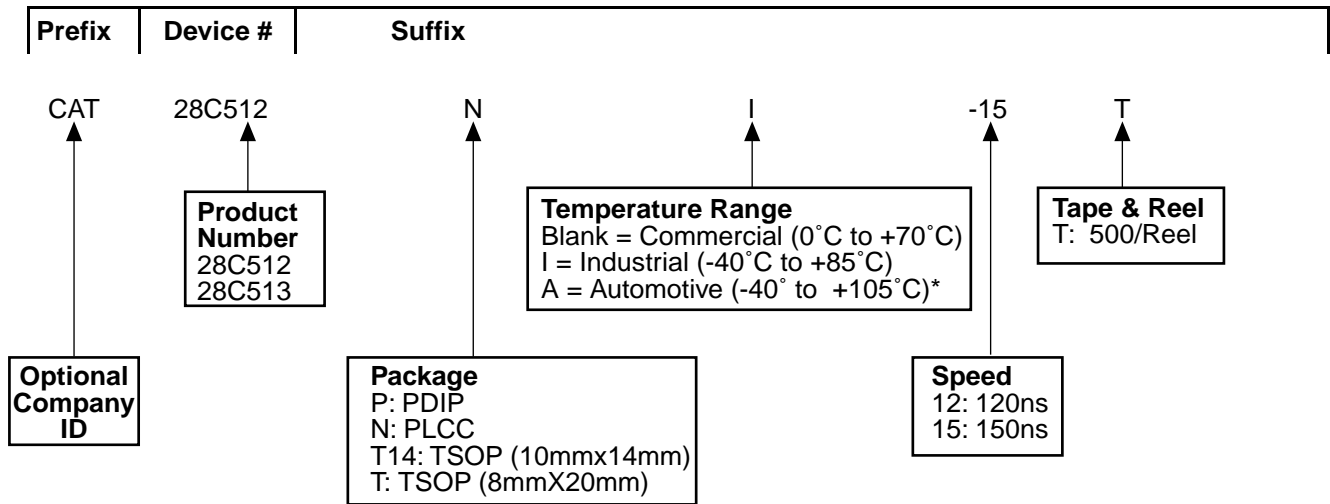 Prefix Device # Suffix
CAT 28C512 N I -15 T
Product
Number
28C512
28C513
Temperature Range
Blank = Commercial (0˚C to +70˚C)
I = Industrial (-40˚C to +85˚C)
A = Automotive (-40˚ to +105˚C)*
Tape & Reel
T: 500/Reel
Optional
Company
ID
Package
P: PDIP
N: PLCC
T14: TSOP (10mmx14mm)
T: TSOP (8mmX20mm)
Speed
12: 120ns
15: 150ns